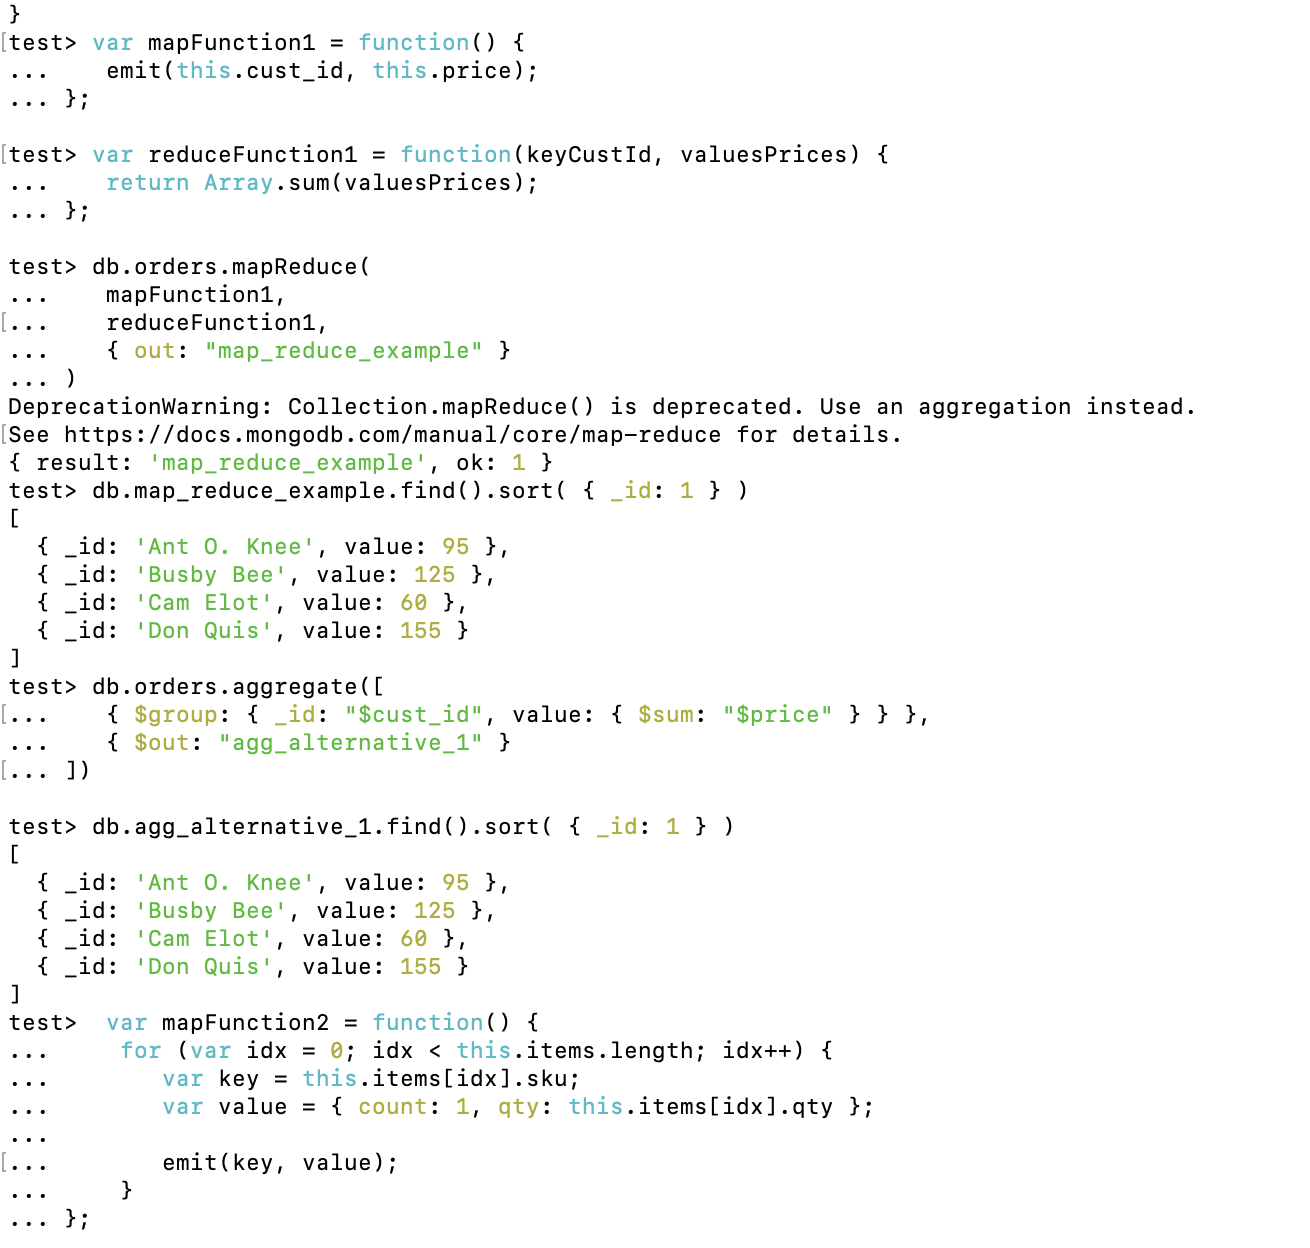 }
[test> var mapFunction1 = function() {
...    emit(this.cust_id, this.price);
... };
[test> var reduceFunction1 = function(keyCustId, valuesPrices) {
...    return Array.sum(valuesPrices);
... };
test> db.orders.mapReduce(
...    mapFunction1,
[...    reduceFunction1,
...    { out: "map_reduce_example" }
... )
DeprecationWarning: Collection.mapReduce() is deprecated. Use an aggregation instead.
[See https://docs.mongodb.com/manual/core/map-reduce for details.
{ result: 'map_reduce_example', ok: 1 }
test> db.map_reduce_example.find().sort( { _id: 1 } )
[
  { _id: 'Ant O. Knee', value: 95 },
  { _id: 'Busby Bee', value: 125 },
  { _id: 'Cam Elot', value: 60 },
  { _id: 'Don Quis', value: 155 }
]
test> db.orders.aggregate([
[...    { $group: { _id: "$cust_id", value: { $sum: "$price" } } },
...    { $out: "agg_alternative_1" }
[... ])
test> db.agg_alternative_1.find().sort( { _id: 1 } )
[
  { _id: 'Ant O. Knee', value: 95 },
  { _id: 'Busby Bee', value: 125 },
  { _id: 'Cam Elot', value: 60 },
  { _id: 'Don Quis', value: 155 }
]
test>  var mapFunction2 = function() {
...     for (var idx = 0; idx < this.items.length; idx++) {
...        var key = this.items[idx].sku;
...        var value = { count: 1, qty: this.items[idx].qty };
...
[...        emit(key, value);
...     }
... };